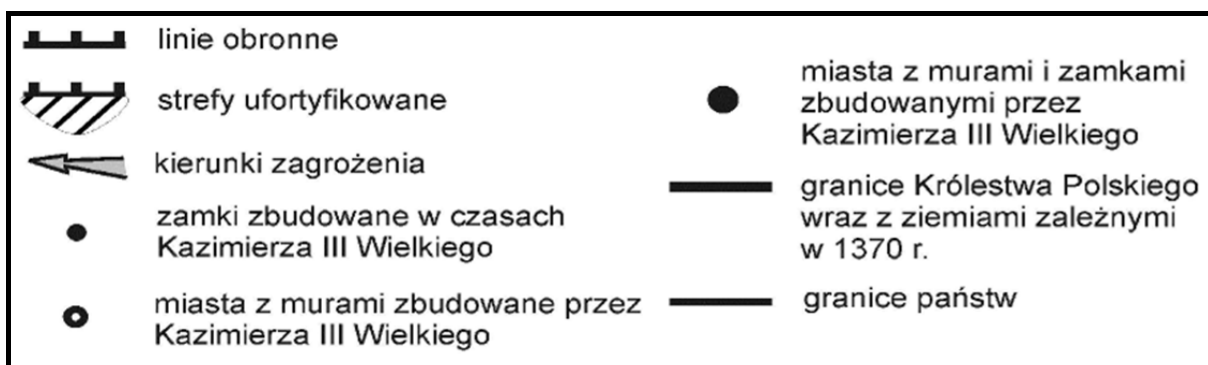 linie obronne
strefy ufortyfikowane
kierunki zagrożenia
zamki zbudowane w czasach
Kazimierza III Wielkiego
miasta z murami zbudowane przez
Kazimierza III Wielkiego
miasta z murami i zamkami
zbudowanymi przez
Kazimierza III Wielkiego
granice Królestwa Polskiego
wraz z ziemiami zależnymi
w 1370 r.
granice państw